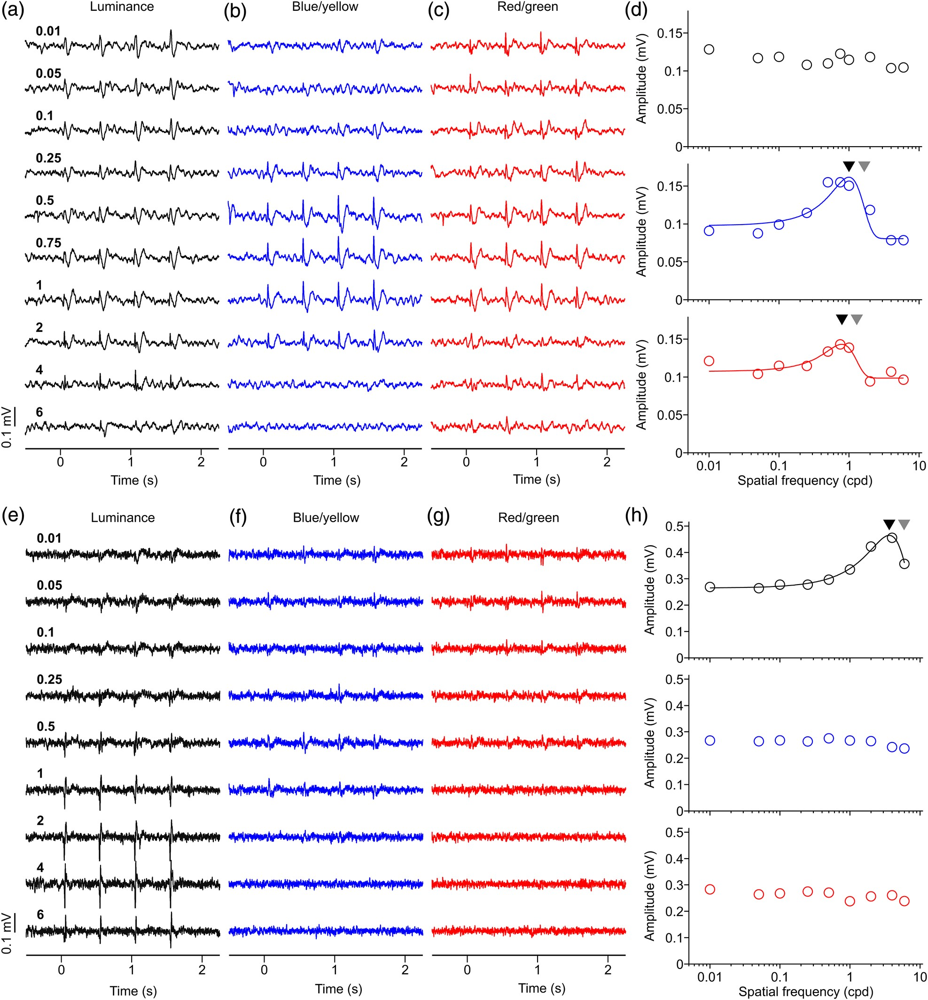 (a) Luminance (b) Blue/yellow (c) Red/green (d)
0.01
0.05
0.1
0.25
0.5
0.75
1
2
4
6
0.1 mV
0 1 2 0 1 2 0 1 2
Time (s) Time (s) Time (s)
0.15
0.1
0.05
0
Amplitude (mV)
0.15
0.1
0.05
0
Amplitude (mV)
0.15
0.1
0.05
0
Amplitude (mV)
0.01 0.1 1 10
Spatial frequency (cpd)
(e) Luminance (f) Blue/yellow (g) Red/green (h)
0.01
0.05
0.1
0.25
0.5
1
2
4
6
0.1 mV
0 1 2 0 1 2 0 1 2
Time (s) Time (s) Time (s)
0.5
0.4
0.3
0.2
0.1
0
Amplitude (mV)
0.5
0.4
0.3
0.2
0.1
0
Amplitude (mV)
0.5
0.4
0.3
0.2
0.1
0
Amplitude (mV)
0.01 0.1 1 10
Spatial frequency (cpd)